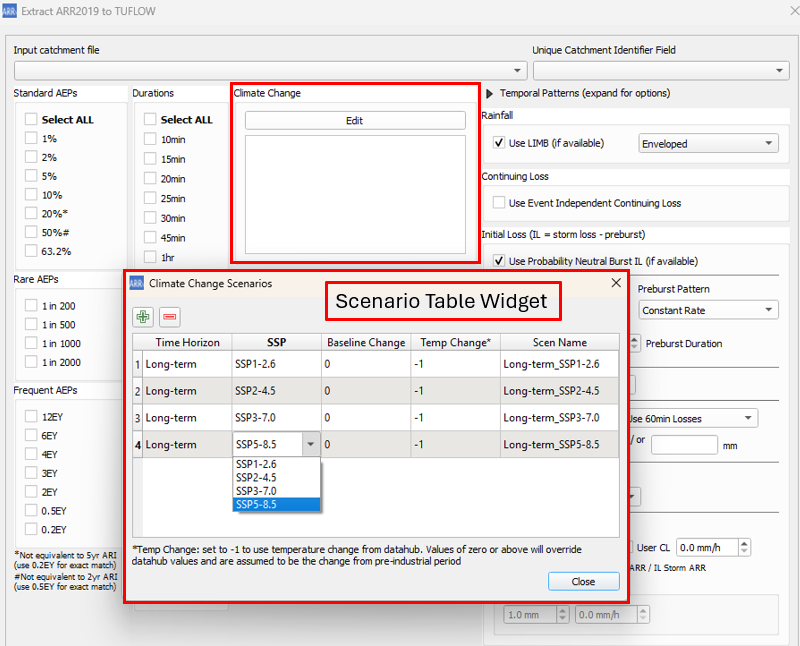 ARR Extract ARR2019 to TUFLOW
Input catchment file
Unique Catchment Identifier Field
Standard AEPs
Select ALL
1%
2%
5%
10%
20%*
50%#
63.2%
Rare AEPs
1 in 200
1 in 500
1 in 1000
1 in 2000
Frequent AEPs
12EY
6EY
4EY
3EY
2EY
0.5EY
0.2EY
*Not equivalent to 5yr ARI
(use 0.2EY for exact match)
#Not equivalent to 2yr ARI
(use 0.5EY for exact match)
Durations
Select ALL
10min
15min
20min
25min
30min
45min
1hr
Climate Change
Edit
Temporal Patterns (expand for options)
Rainfall
Use LIMB (if available) Enveloped
Continuing Loss
Use Event Independent Continuing Loss
Initial Loss (IL = storm loss - preburst)
Use Probability Neutral Burst IL (if available)
Preburst Pattern
Constant Rate
Preburst Duration
Use 60min Losses
/ or mm
User CL 0.0 mm/h
ARR / IL Storm ARR
1.0 mm 0.0 mm/h
ARR Climate Change Scenarios
Scenario Table Widget
Time Horizon SSP Baseline Change Temp Change* Scen Name
1 Long-term SSP1-2.6 0 -1 Long-term_SSP1-2.6
2 Long-term SSP2-4.5 0 -1 Long-term_SSP2-4.5
3 Long-term SSP3-7.0 0 -1 Long-term_SSP3-7.0
4 Long-term SSP5-8.5 0 -1 Long-term_SSP5-8.5
SSP1-2.6
SSP2-4.5
SSP3-7.0
SSP5-8.5
*Temp Change: set to -1 to use temperature change from datahub. Values of zero or above will override
datahub values and are assumed to be the change from pre-industrial period
Close